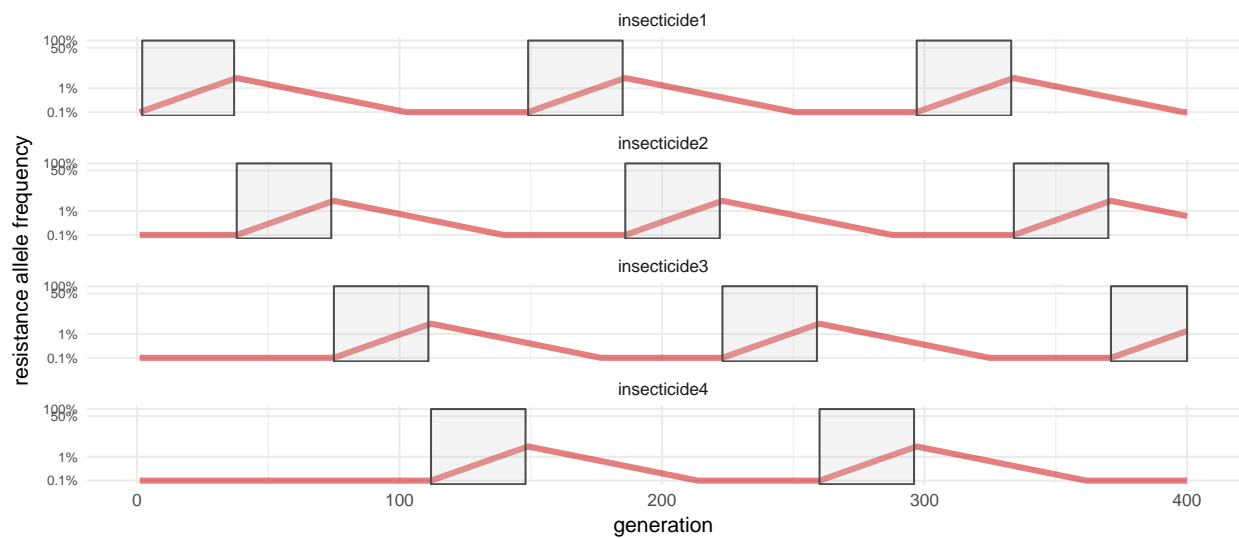 insecticide1
100%
50%
1%
0.1%
insecticide2
100%
50%
1%
0.1%
insecticide3
100%
50%
1%
0.1%
insecticide4
100%
50%
1%
0.1%
0 100 200 300 400
generation
resistance allele frequency